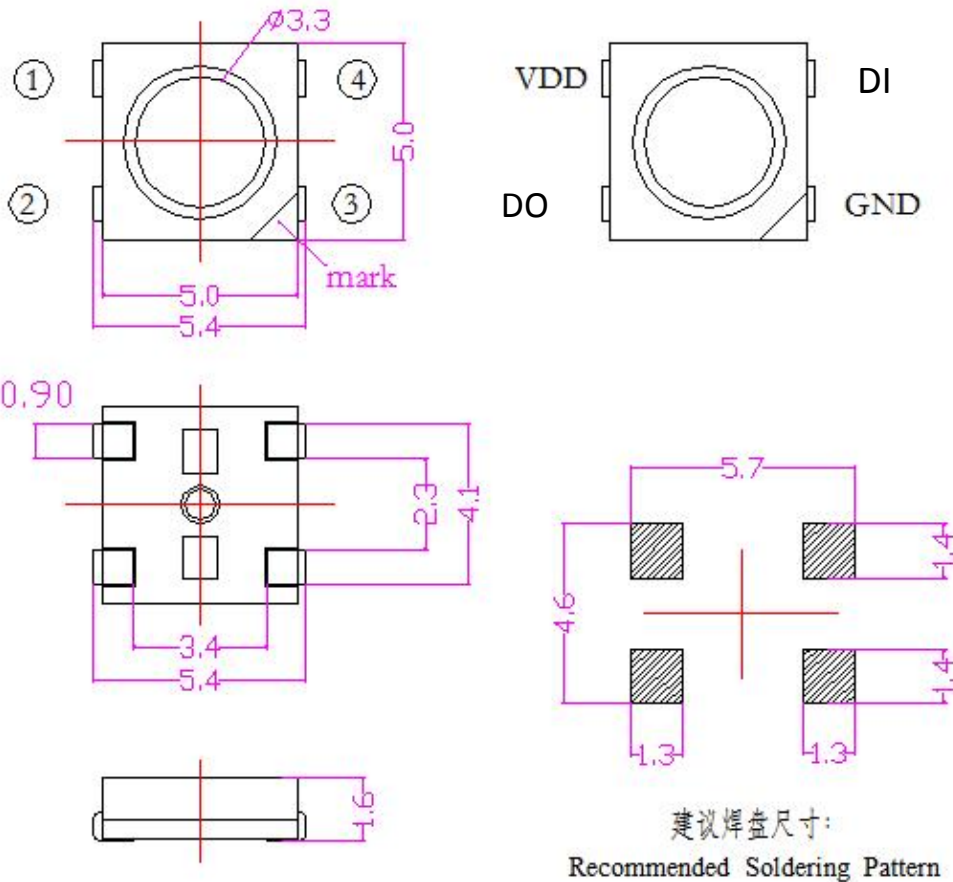 ø3.3
①
④
②
③
5.0
mark
5.0
5.4
VDD
DI
DO
GND
0.90
2.3
4.1
3.4
5.4
1.6
5.7
4.6
1.4
1.4
1.3
1.3
建议焊盘尺寸:
Recommended Soldering Pattern